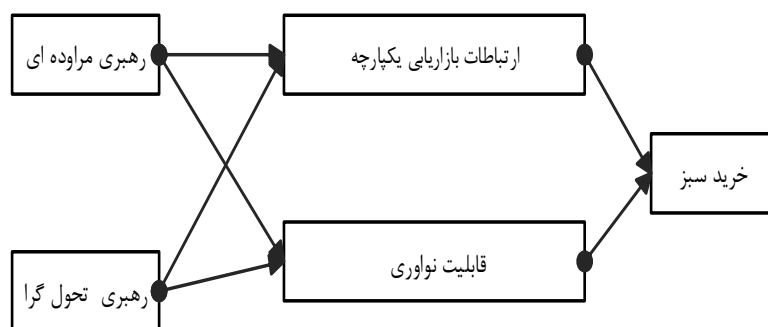 رهبری مراوده ای
ارتباطات بازاریابی یکپارچه
خرید سبز
قابلیت نواوری
رهبری تحول گرا